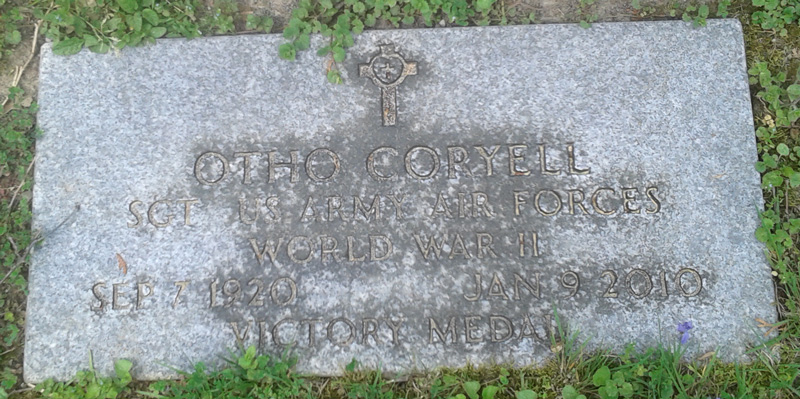 OTHO CORYELL
SGT US ARMY AIR FORCES
WORLD WAR II
SEP 7 1920 JAN 9 2010
VICTORY MEDAL